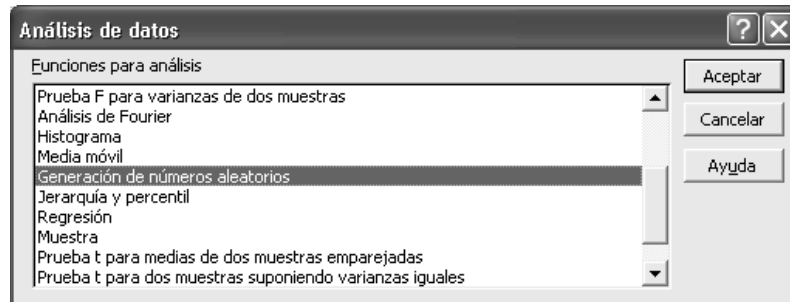 Análisis de datos
Funciones para análisis
Prueba F para varianzas de dos muestras
Análisis de Fourier
Histograma
Media móvil
Generación de números aleatorios
Jerarquía y percentil
Regresión
Muestra
Prueba t para medias de dos muestras emparejadas
Prueba t para dos muestras suponiendo varianzas iguales
Aceptar
Cancelar
Ayuda